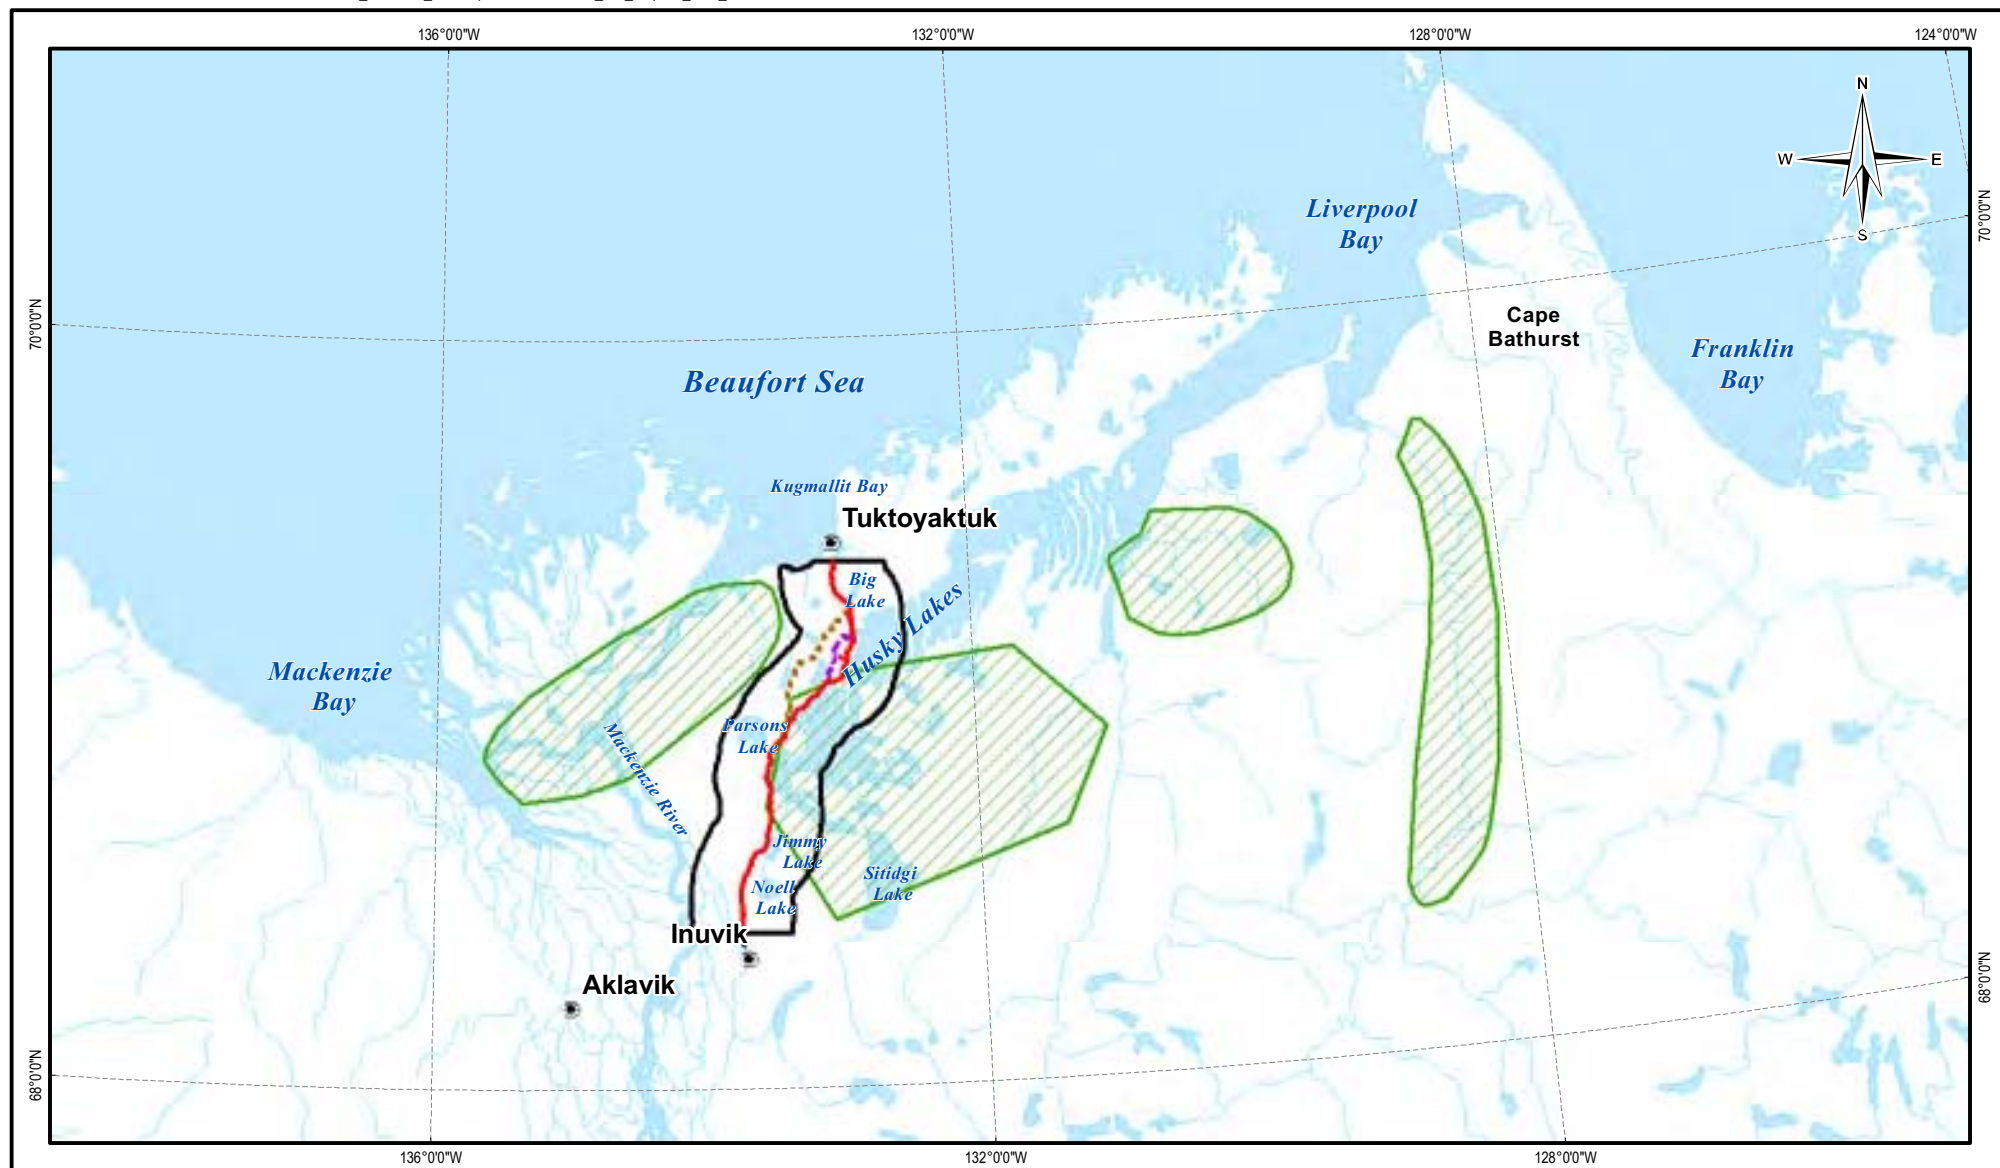 136°0'0"W
132°0'0"W
128°0'0"W
124°0'0"W
N
W
E
S
70°0'0"N
70°0'0"N
Liverpool
Bay
Cape
Bathurst
Franklin
Bay
Beaufort Sea
Kugmallit Bay
Tuktoyaktuk
Big
Lake
Husky Lakes
Mackenzie
Bay
Mackenzie River
Parsons
Lake
Jimmy
Lake
Sitidgi
Lake
Noell
Lake
Inuvik
Aklavik
68°0'0"N
68°0'0"N
136°0'0"W
132°0'0"W
128°0'0"W